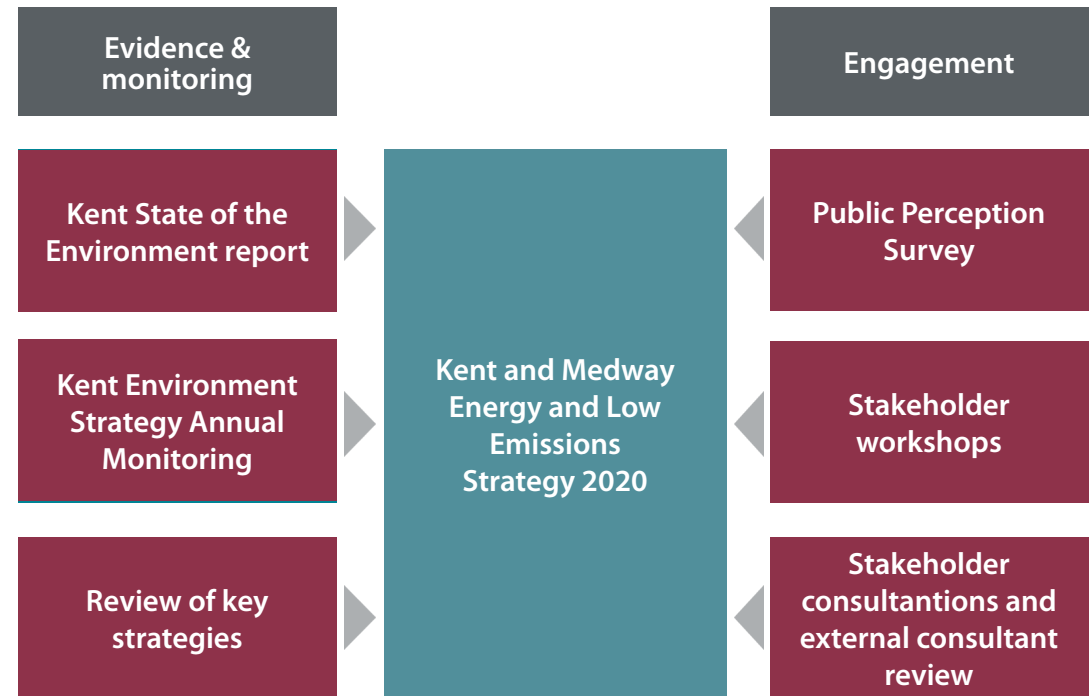 Evidence &
monitoring
Engagement
Kent State of the
Environment report
Public Perception
Survey
Kent Environment
Strategy Annual
Monitoring
Kent and Medway
Energy and Low
Emissions
Strategy 2020
Stakeholder
workshops
Review of key
strategies
Stakeholder
consultantions and
external consultant
review